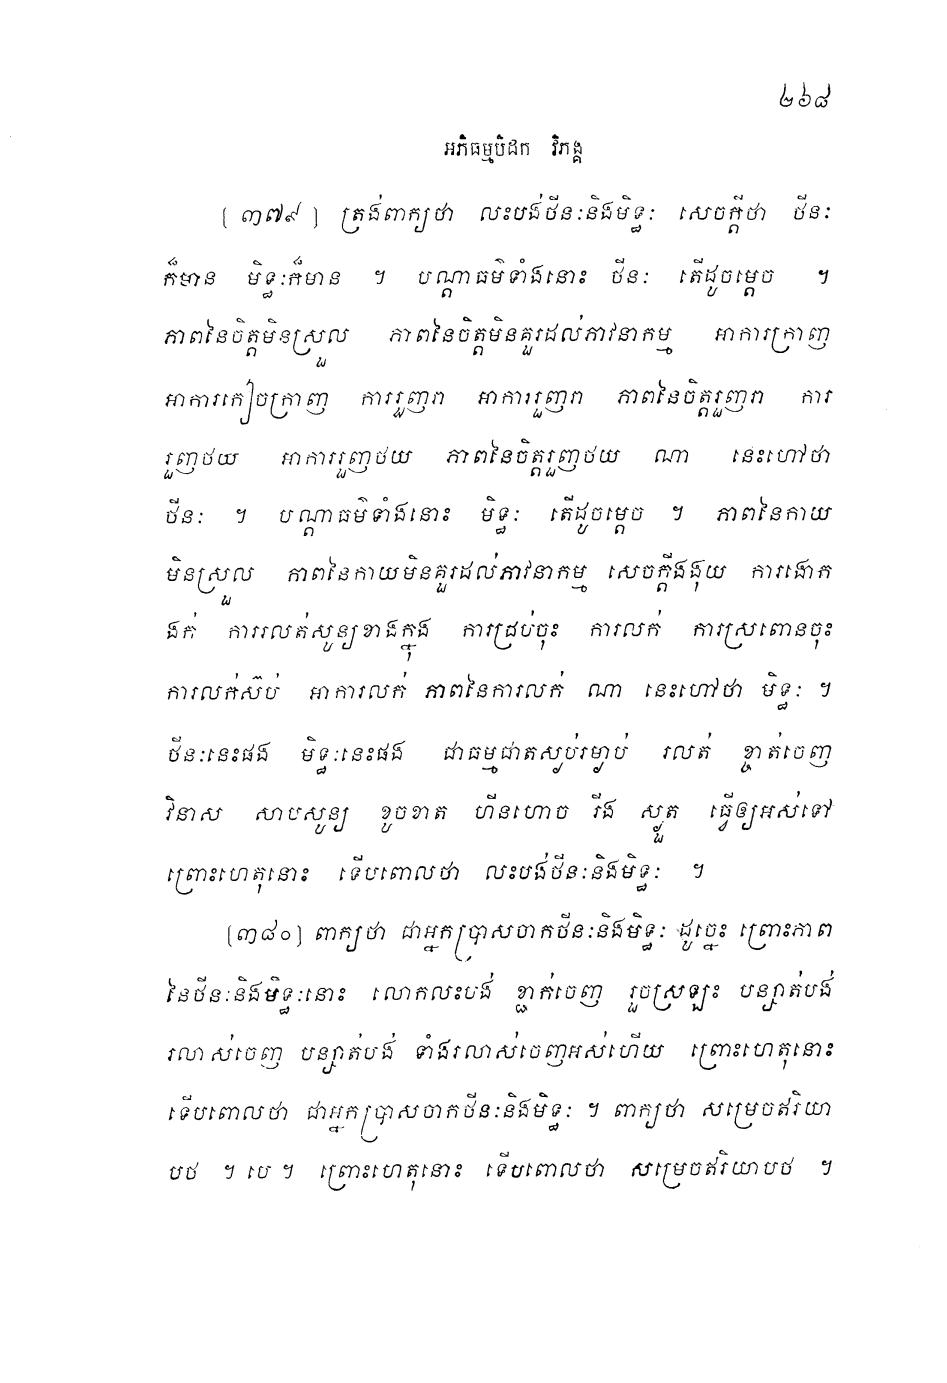 ២៦៨
អភិធម្មបិដក វិភង្គ
[៣៧៩] ត្រង់ពាក្យថា លះបង់ថីនៈនិងមិទ្ធៈ សេចក្តីថា ថីនៈ
ក៏មាន មិទ្ធៈក៏មាន ។ បណ្តាធម៌ទាំងនោះ ថីនៈ តើដូចម្តេច ។
ភាពនៃចិត្តមិនស្រួល ភាពនៃចិត្តមិនគួរដល់ភាវនាកម្ម អាការក្រាញ
អាការកៀចក្រាញ ការរួញរា អាការរួញរា ភាពនៃចិត្តរួញរា ការ
រួញថយ អាការរួញថយ ភាពនៃចិត្តរួញថយ ណា នេះហៅថា
ថីនៈ ។ បណ្តាធម៌ទាំងនោះ មិទ្ធៈ តើដូចម្តេច ។ ភាពនៃកាយ
មិនស្រួល ភាពនៃកាយមិនគួរដល់ភាវនាកម្ម សេចក្តីងងុយ ការងោក
ងក់ ការរលត់សូន្យខាងក្នុង ការជ្រប់ចុះ ការលក់ ការស្រពោនចុះ
ការលក់ស៊ប់ អាការលក់ ភាពនៃការលក់ ណា នេះហៅថា មិទ្ធៈ ។
ថីនៈនេះផង មិទ្ធៈនេះផង ជាធម្មជាតស្ងប់រម្ងាប់ រលត់ ខ្ចាត់ចេញ
វិនាស សាបសូន្យ ខូចខាត ហិនហោច រីង ស្ងួត ធ្វើឲ្យអស់ទៅ
ព្រោះហេតុនោះ ទើបពោលថា លះបង់ថីនៈនិងមិទ្ធៈ ។
[៣៨០] ពាក្យថា ជាអ្នកប្រាសចាកថីនៈនិងមិទ្ធៈ ដូច្នេះ ព្រោះភាព
នៃថីនៈនិងមិទ្ធៈនោះ លោកលះបង់ ខ្ជាក់ចេញ រួចស្រឡះ បន្សាត់បង់
រលាស់ចេញ បន្សាត់បង់ ទាំងរលាស់ចេញអស់ហើយ ព្រោះហេតុនោះ
ទើបពោលថា ជាអ្នកប្រាសចាកថីនៈនិងមិទ្ធៈ ។ ពាក្យថា សម្រេចឥរិយា
បថ ។ បេ ។ ព្រោះហេតុនោះ ទើបពោលថា សម្រេចឥរិយាបថ ។